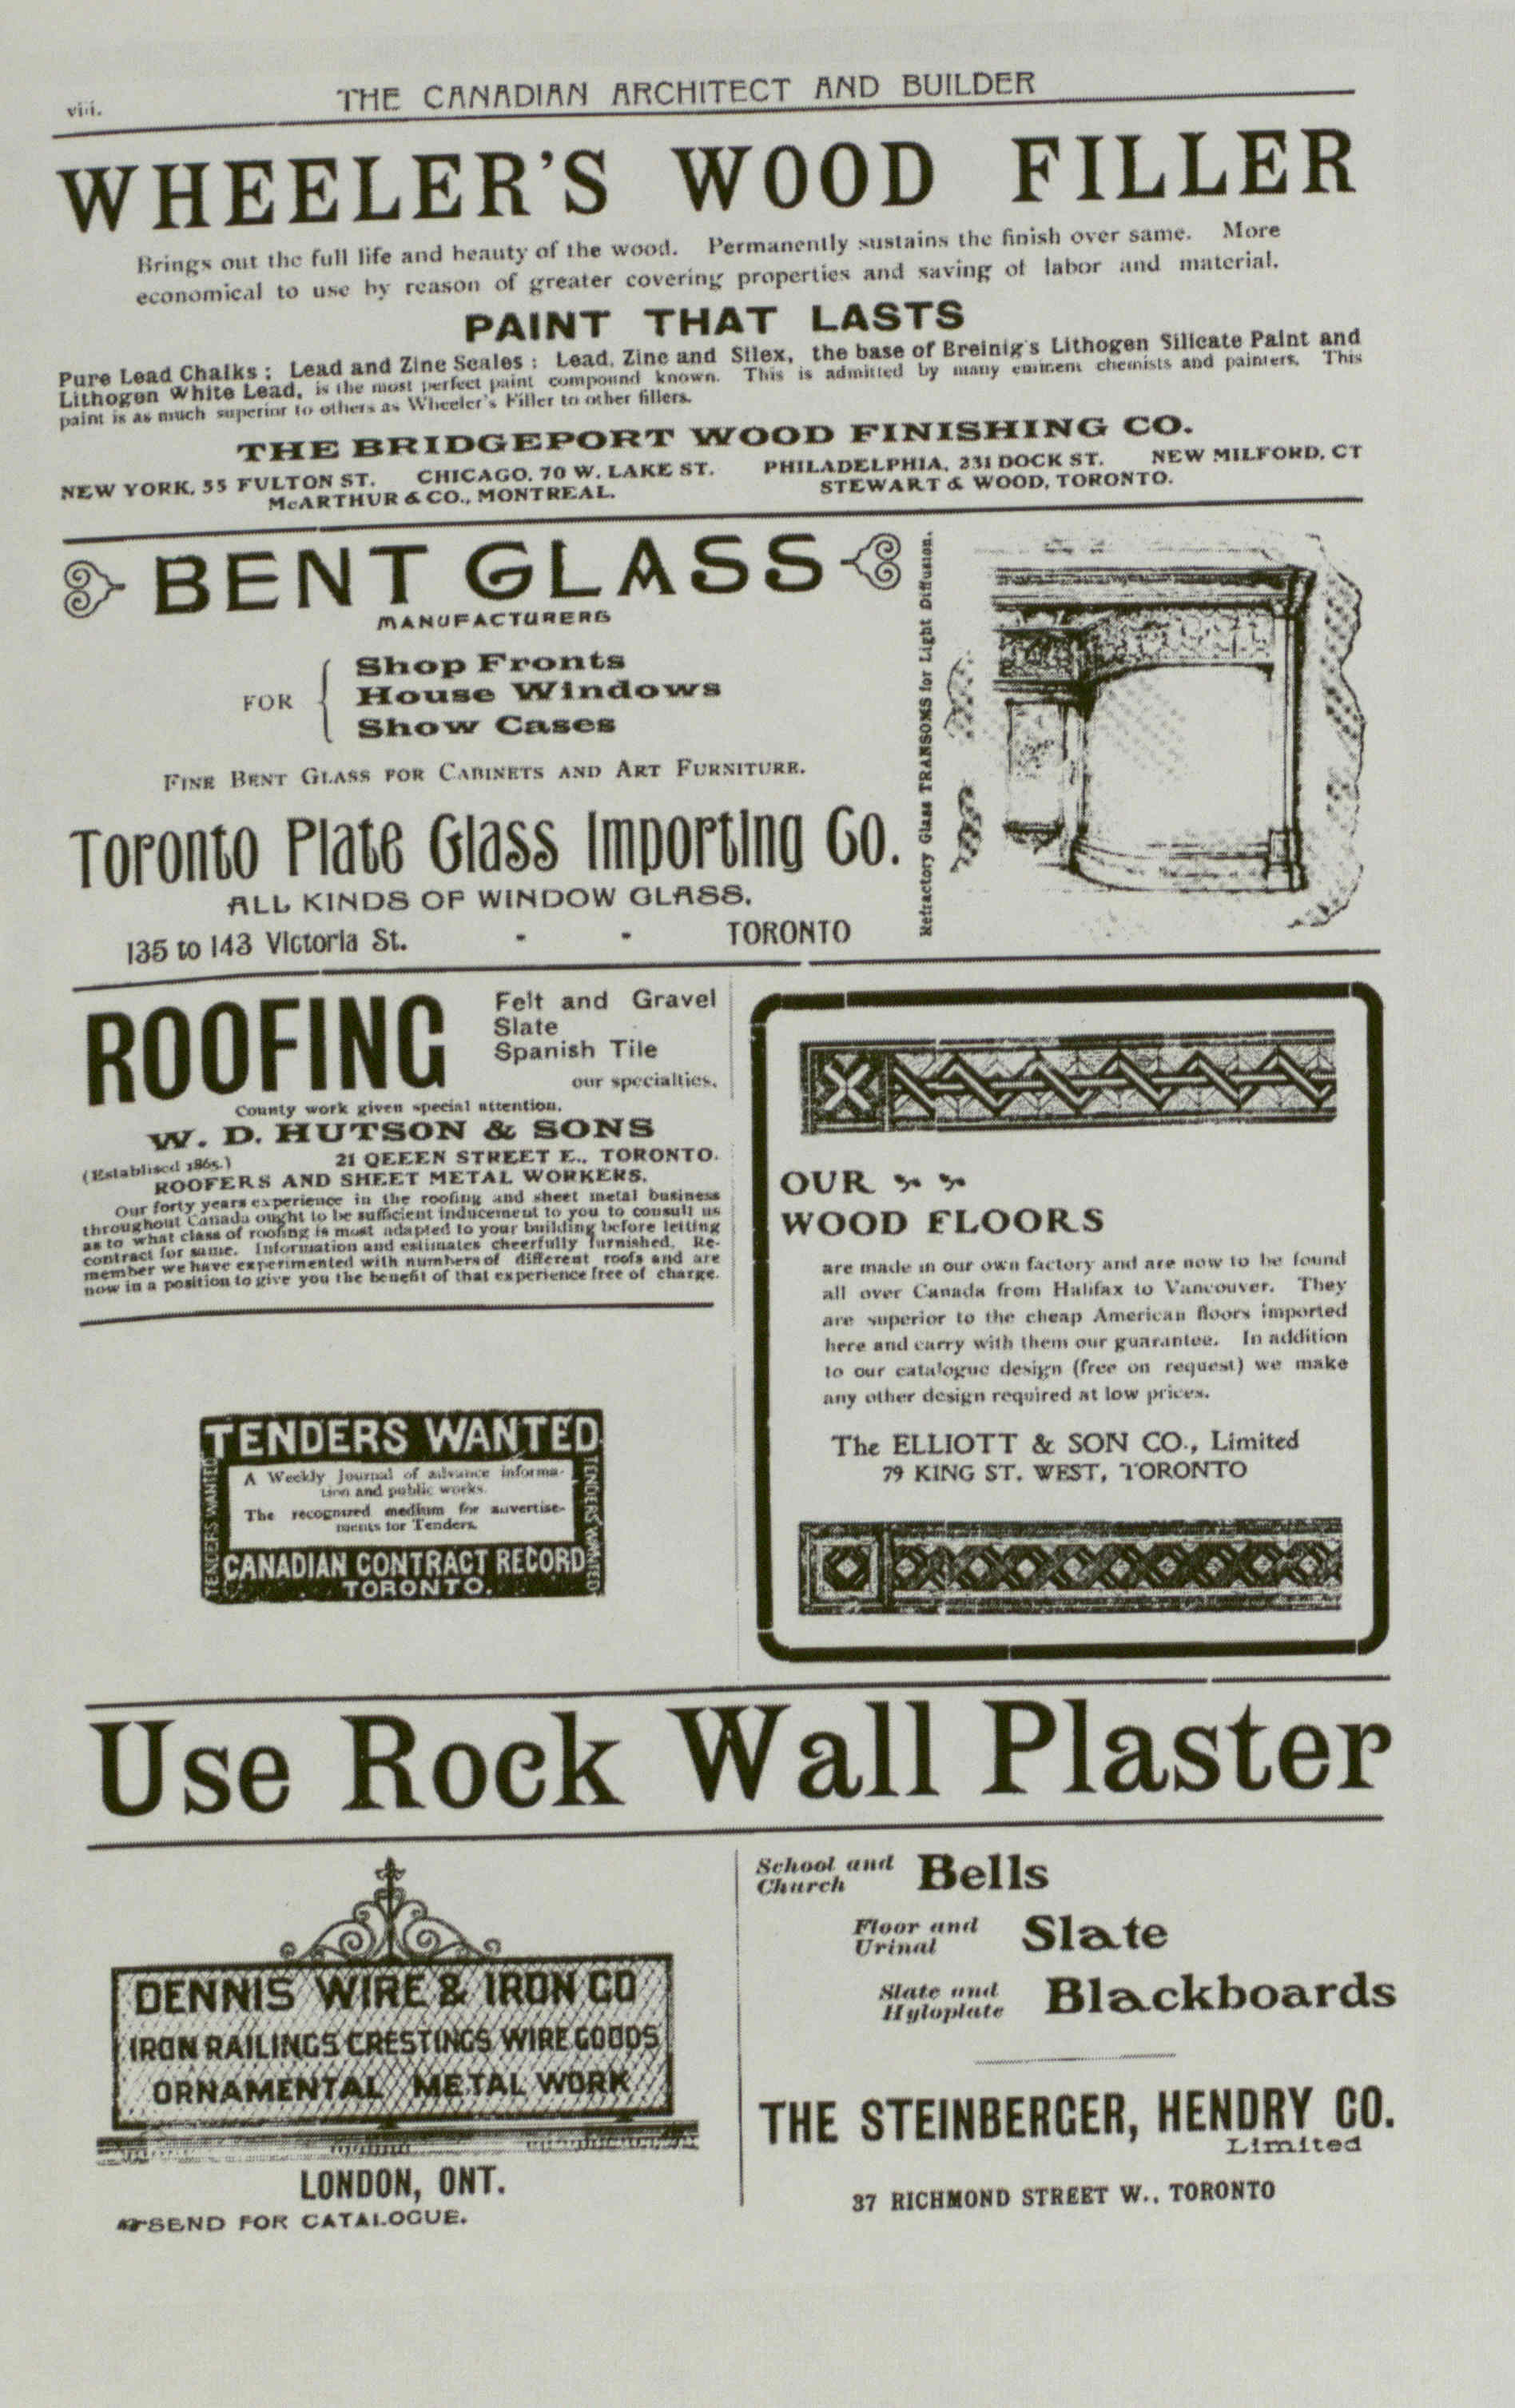 viii.
THE CANADIAN ARCHITECT AND BUILDER
WHEELER'S WOOD FILLER
Brings out the full life and beauty of the wood. Permanently sustains the finish over same. More
economical to use by reason of greater covering properties and saving of labor and material.
PAINT THAT LASTS
Pure Lead Chalks; Lead and Zinc Scales; Lead, Zinc and Silex, the base of Breinig's Lithogen Silicate Paint and
Lithogen White Lead, is the most perfect paint compound known. This is admitted by many eminent chemists and painters. This
paint is as much superior to others as Wheeler's Filler to other fillers.
THE BRIDGEPORT WOOD FINISHING CO.
NEW YORK, 55 FULTON ST. CHICAGO, 70 W. LAKE ST. PHILADELPHIA, 231 DOCK ST. NEW MILFORD, CT
McARTHUR & CO., MONTREAL. STEWART & WOOD, TORONTO.
BENT GLASS
MANUFACTURERS
FOR
Shop Fronts
House Windows
Show Cases
FINE BENT GLASS FOR CABINETS AND ART FURNITURE.
Toronto Plate Glass Importing Co.
ALL KINDS OF WINDOW GLASS.
135 to 143 Victoria St. - - TORONTO
Refractory Glass TRANSOMS for Light Diffusion.
ROOFING
Felt and Gravel
Slate
Spanish Tile
our specialties.
County work given special attention.
W. D. HUTSON & SONS
(Establised 1865.) 21 QEEEN STREET E., TORONTO.
ROOFERS AND SHEET METAL WORKERS.
Our forty years experience in the roofing and sheet metal business
throughout Canada ought to be sufficient inducement to you to consult us
as to what class of roofing is most adapted to your building before letting
contract for same. Information and estimates cheerfully furnished. Re-
member we have experimented with numbers of different roofs and are
now in a position to give you the benefit of that experience free of charge.
TENDERS WANTED
TENDERS WANTED
A Weekly Journal of advance informa-
tion and public works.
The recognized medium for advertise-
ments for Tenders.
TENDERS WANTED
CANADIAN CONTRACT RECORD
TORONTO.
OUR
WOOD FLOORS
are made in our own factory and are now to be found
all over Canada from Halifax to Vancouver. They
are superior to the cheap American floors imported
here and carry with them our guarantee. In addition
to our catalogue design (free on request) we make
any other design required at low prices.
The ELLIOTT & SON CO., Limited
79 KING ST. WEST, TORONTO
Use Rock Wall Plaster
DENNIS WIRE & IRON CO
IRON RAILINGS CRESTINGS WIRE GOODS
ORNAMENTAL METAL WORK
LONDON, ONT.
SEND FOR CATALOGUE.
School and
Church
Bells
Floor and
Urinal
Slate
Slate and
Hyloplate
Blackboards
THE STEINBERGER, HENDRY CO.
Limited
37 RICHMOND STREET W., TORONTO